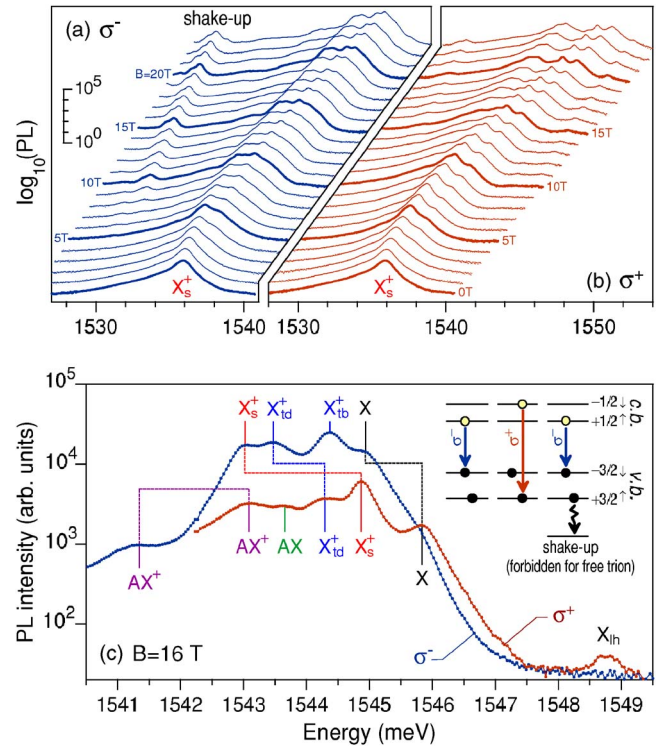 (a) σ⁻
shake-up
B=20T
15T
10T
5T
log₁₀(PL)
10⁵
10⁰
X⁺ₛ
1530 1540
X⁺ₛ
15T
10T
5T
0T
(b) σ⁺
1530 1540 1550
PL intensity (arb. units)
10⁵
10⁴
10³
10²
X⁺ₛ X⁺td X⁺tb X
AX⁺ AX⁺ AX X⁺td X⁺ₛ X
σ⁻ σ⁺ Xlh
−1/2↓
+1/2↑
c.b.
σ⁻ σ⁺ σ⁻
−3/2↓
+3/2↑
v.b.
shake-up
(forbidden for free trion)
(c) B=16 T
1541 1542 1543 1544 1545 1546 1547 1548 1549
Energy (meV)